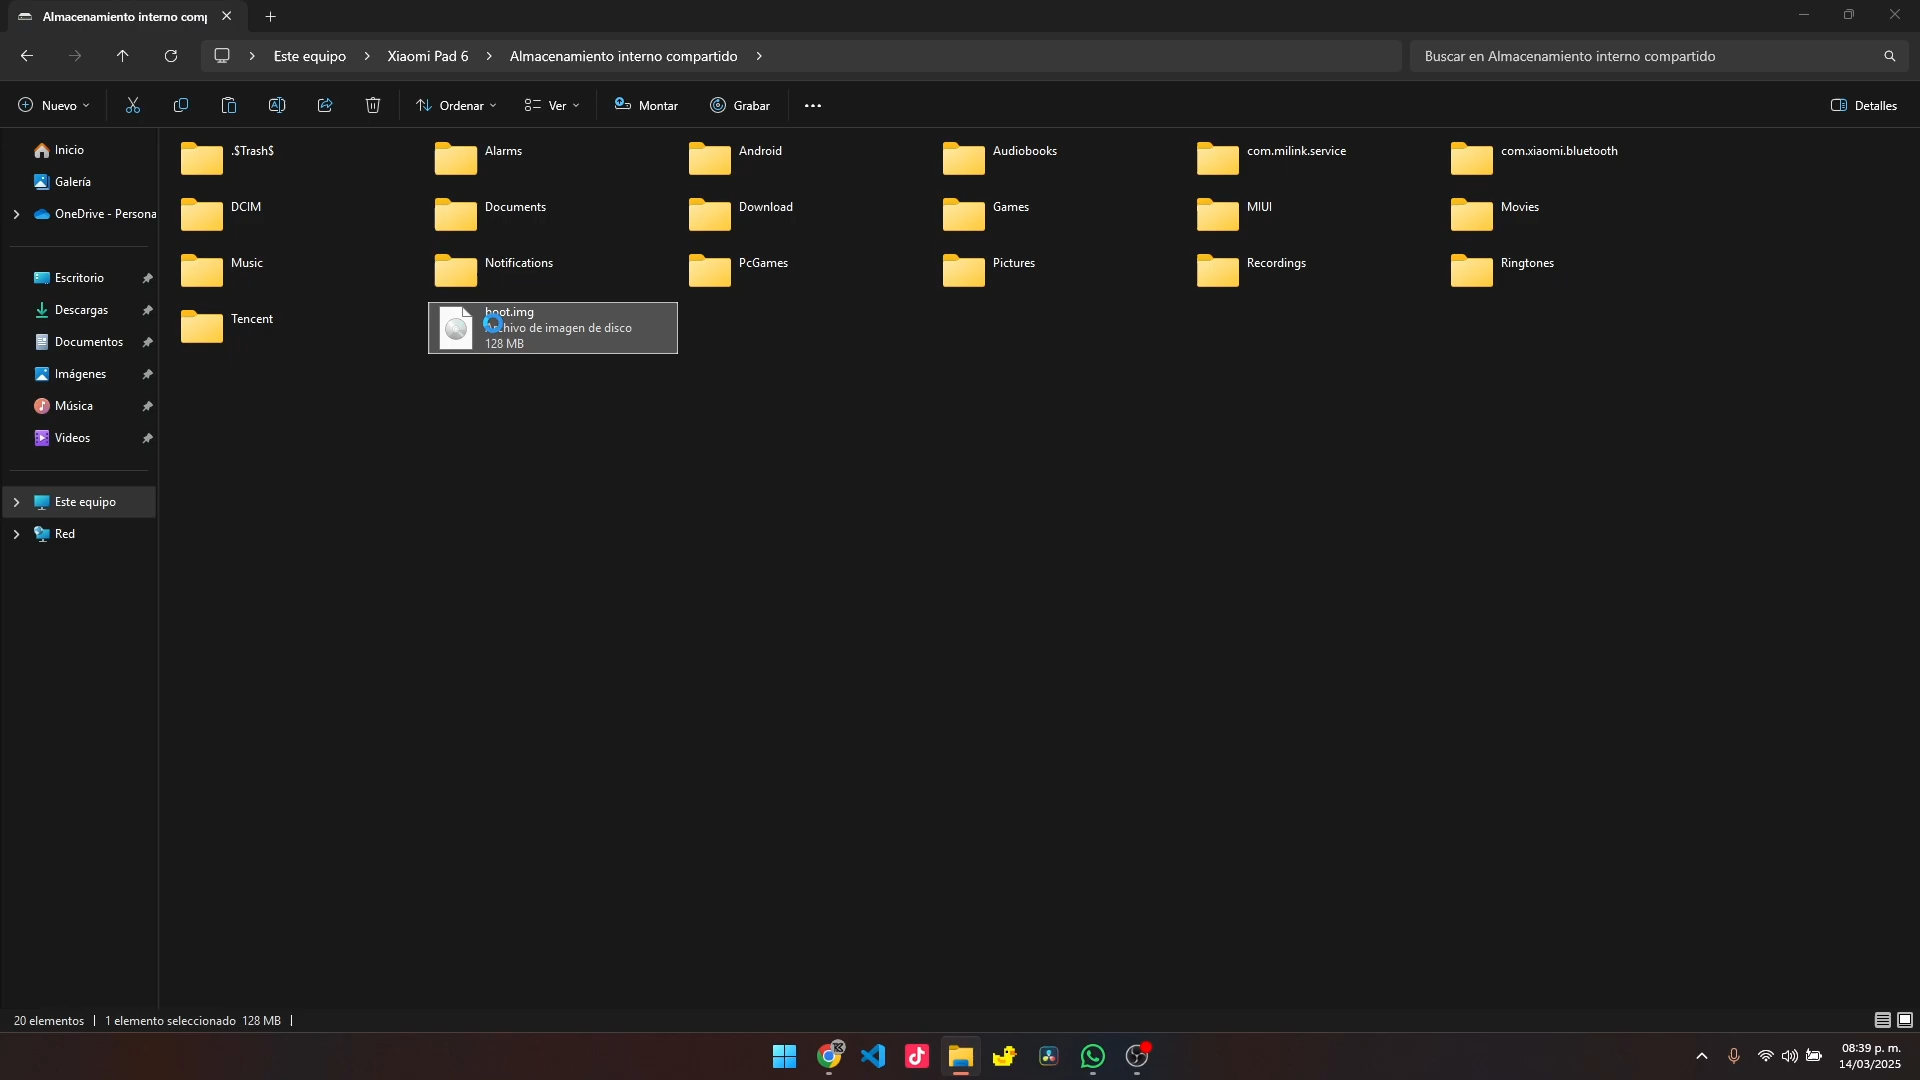 Almacenamiento interno comp
Este equipo
Xiaomi Pad 6
Almacenamiento interno compartido
Buscar en Almacenamiento interno compartido
Nuevo
Ordenar
Ver
Montar
Grabar
Detalles
Inicio
Galería
OneDrive - Persona
Escritorio
Descargas
Documentos
Imágenes
Música
Videos
Este equipo
Red
.$Trash$
Alarms
Android
Audiobooks
com.milink.service
com.xiaomi.bluetooth
DCIM
Documents
Download
Games
MIUI
Movies
Music
Notifications
PcGames
Pictures
Recordings
Ringtones
Tencent
boot.img
Archivo de imagen de disco
128 MB
20 elementos
1 elemento seleccionado 128 MB
08:39 p. m.
14/03/2025